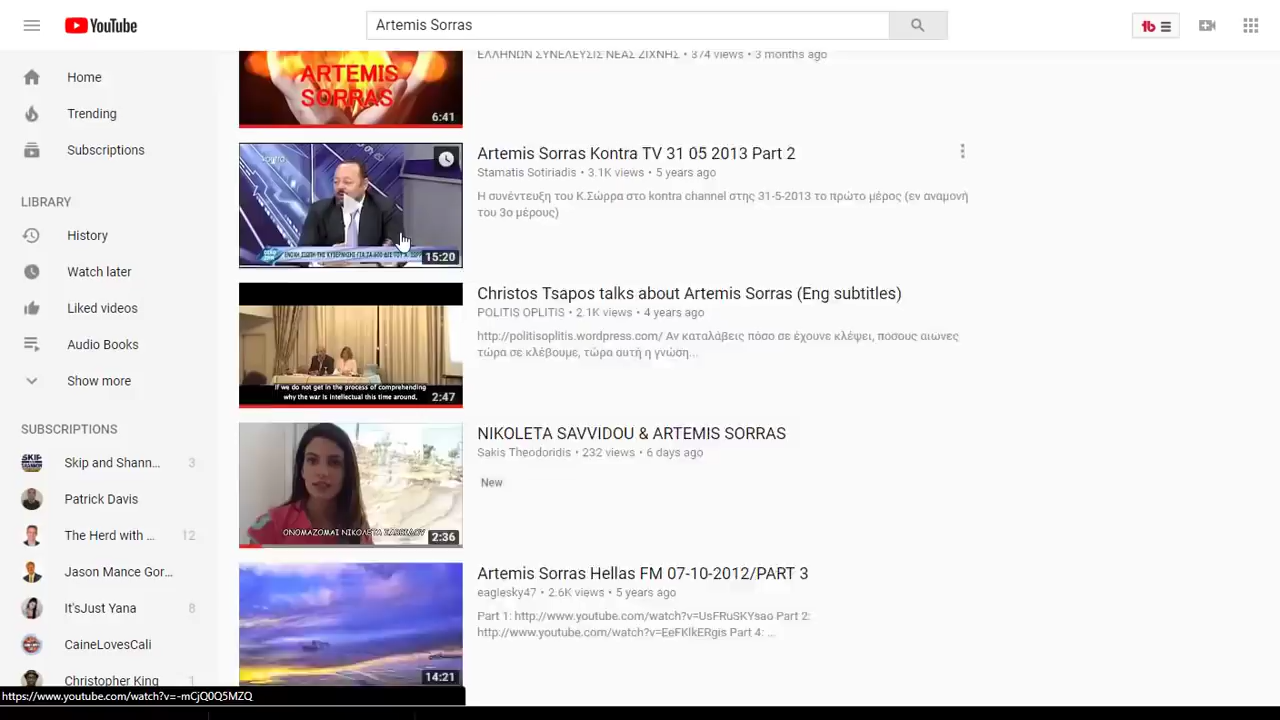 YouTube
Artemis Sorras
Home
Trending
Subscriptions
LIBRARY
History
Watch later
Liked videos
Audio Books
Show more
SUBSCRIPTIONS
Skip and Shann... 3
Patrick Davis
The Herd with ... 12
Jason Mance Gor...
It'sJust Yana 8
CaineLovesCali
Christopher King 1
ARTEMIS
SORRAS
6:41
ΕΛΛΗΝΩΝ ΣΥΝΕΛΕΥΣΙΣ ΝΕΑΣ ΖΙΧΝΗΣ • 374 views • 3 months ago
15:20
Artemis Sorras Kontra TV 31 05 2013 Part 2
Stamatis Sotiriadis • 3.1K views • 5 years ago
Η συνέντευξη του Κ.Σώρρα στο kontra channel στης 31-5-2013 το πρώτο μέρος (εν αναμονή
του 3ο μέρους)
If we do not get in the process of comprehending
why the war is intellectual this time around,
2:47
Christos Tsapos talks about Artemis Sorras (Eng subtitles)
POLITIS OPLITIS • 2.1K views • 4 years ago
http://politisoplitis.wordpress.com/ Αν καταλάβεις πόσο σε έχουνε κλέψει, ποσους αιωνες
τώρα σε κλέβουμε, τώρα αυτή η γνώση...
ΟΝΟΜΑΖΟΜΑΙ ΝΙΚΟΛΕΤΑ ΣΑΒΒΙΔΟΥ
2:36
NIKOLETA SAVVIDOU & ARTEMIS SORRAS
Sakis Theodoridis • 232 views • 6 days ago
New
14:21
Artemis Sorras Hellas FM 07-10-2012/PART 3
eaglesky47 • 2.6K views • 5 years ago
Part 1: http://www.youtube.com/watch?v=UsFRuSKYsao Part 2:
http://www.youtube.com/watch?v=EeFKlkERgis Part 4: ...
https://www.youtube.com/watch?v=-mCjQ0Q5MZQ